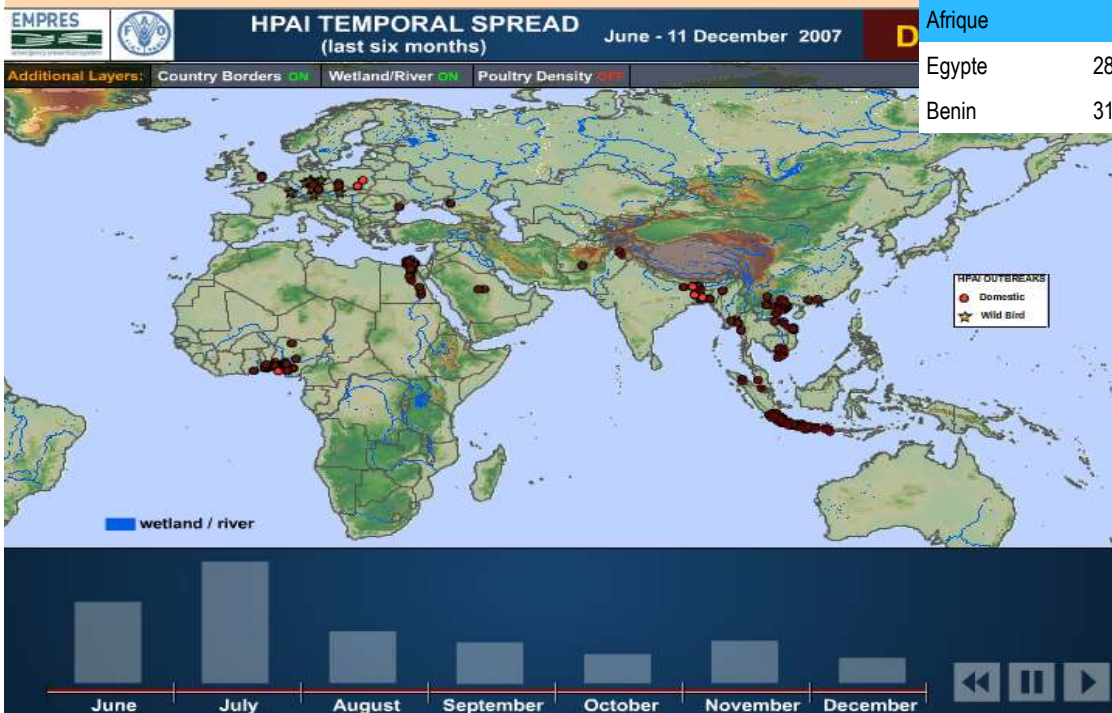 EMPRES
HPAI TEMPORAL SPREAD
(last six months)
June - 11 December 2007
D
Afrique
Egypte 28
Benin 31
Additional Layers: Country Borders ON Wetland/River ON Poultry Density OFF
HPAI OUTBREAKS
Domestic
Wild Bird
wetland / river
June July August September October November December